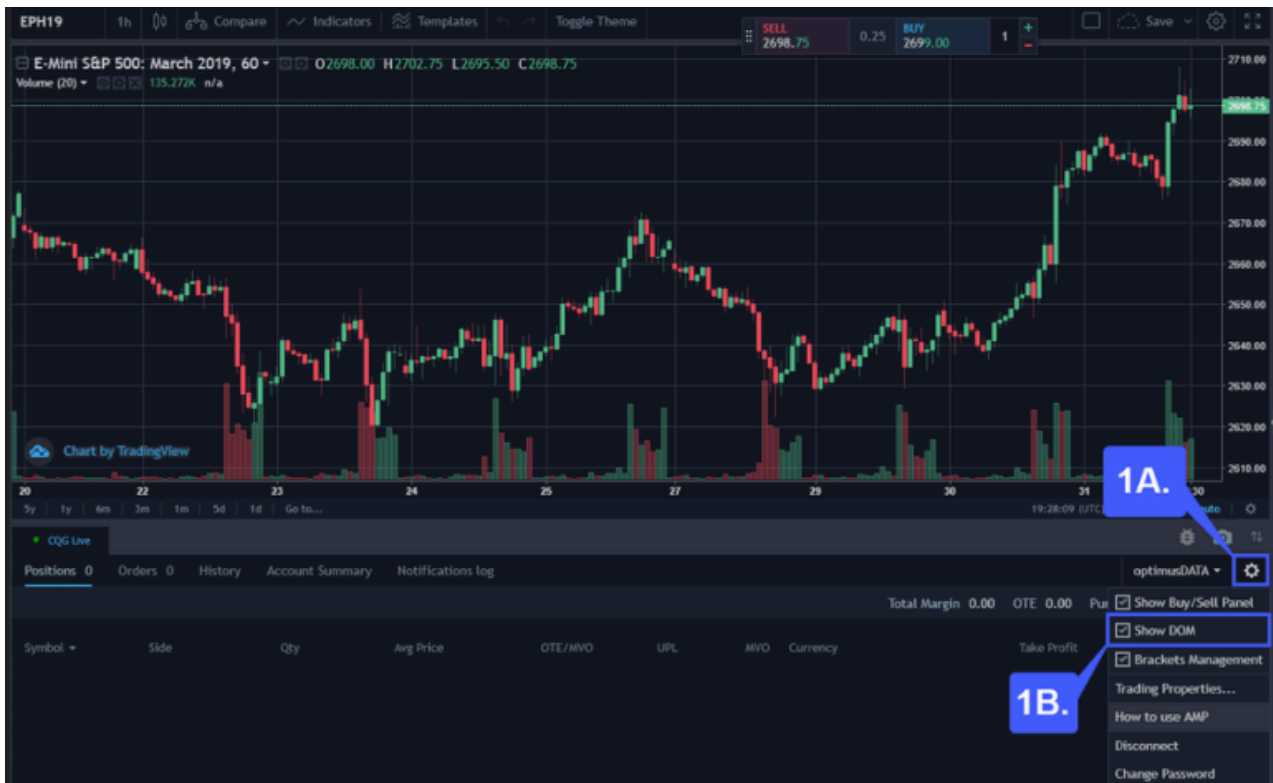 EPH19 1h Compare Indicators Templates Toggle Theme SELL 2698.75 0.25 BUY 2699.00 1 + − Save
E-Mini S&P 500: March 2019, 60 O2698.00 H2702.75 L2695.50 C2698.75
Volume (20) 135.272K n/a
2710.00
2698.75
2690.00
2680.00
2670.00
2660.00
2650.00
2640.00
2630.00
2620.00
2610.00
Chart by TradingView
1A.
20 22 23 24 25 27 29 30 31 30
5y 1y 6m 3m 1m 5d 1d Go to... 19:28:09 (UTC
CQG Live
Positions 0 Orders 0 History Account Summary Notifications log optimusDATA
Total Margin 0.00 OTE 0.00 Pur
Show Buy/Sell Panel
Show DOM
Symbol Side Qty Avg Price OTE/MVO UPL MVO Currency Take Profit
Brackets Management
1B.
Trading Properties...
How to use AMP
Disconnect
Change Password